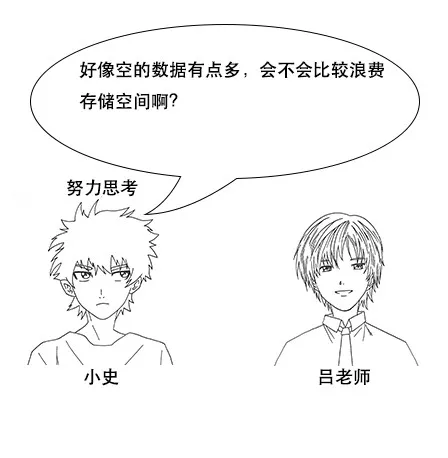 好像空的数据有点多，会不会比较浪费
存储空间啊？
努力思考
小史
吕老师